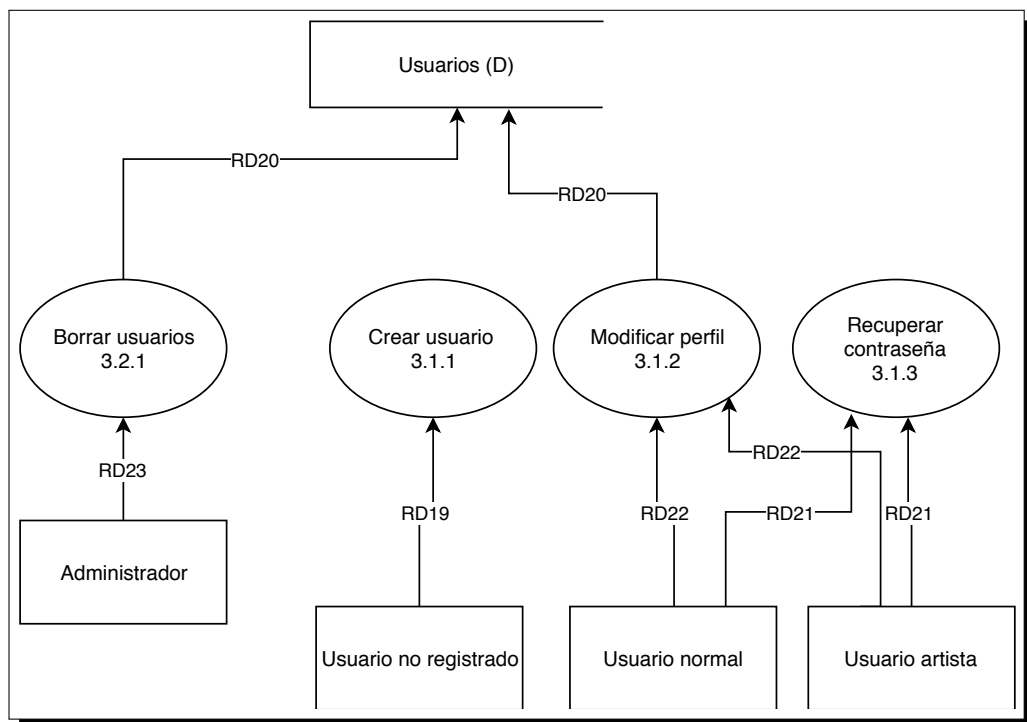 Usuarios (D)
RD20
RD20
Borrar usuarios
3.2.1
Crear usuario
3.1.1
Modificar perfil
3.1.2
Recuperar
contraseña
3.1.3
RD22
RD23
RD19
RD22
RD21
RD21
Administrador
Usuario no registrado
Usuario normal
Usuario artista